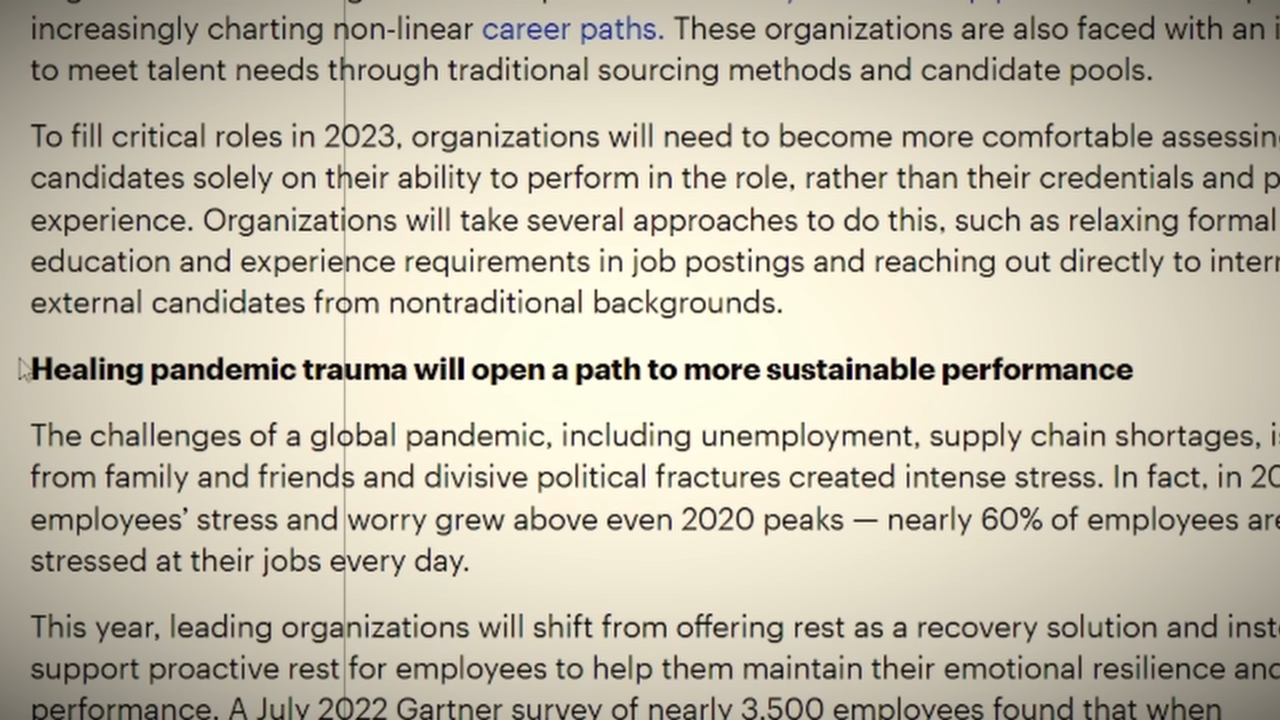 increasingly charting non-linear career paths. These organizations are also faced with an
to meet talent needs through traditional sourcing methods and candidate pools.
To fill critical roles in 2023, organizations will need to become more comfortable assessin
candidates solely on their ability to perform in the role, rather than their credentials and p
experience. Organizations will take several approaches to do this, such as relaxing formal
education and experience requirements in job postings and reaching out directly to intern
external candidates from nontraditional backgrounds.
Healing pandemic trauma will open a path to more sustainable performance
The challenges of a global pandemic, including unemployment, supply chain shortages, is
from family and friends and divisive political fractures created intense stress. In fact, in 20
employees’ stress and worry grew above even 2020 peaks — nearly 60% of employees are
stressed at their jobs every day.
This year, leading organizations will shift from offering rest as a recovery solution and inste
support proactive rest for employees to help them maintain their emotional resilience and
performance. A July 2022 Gartner survey of nearly 3,500 employees found that when